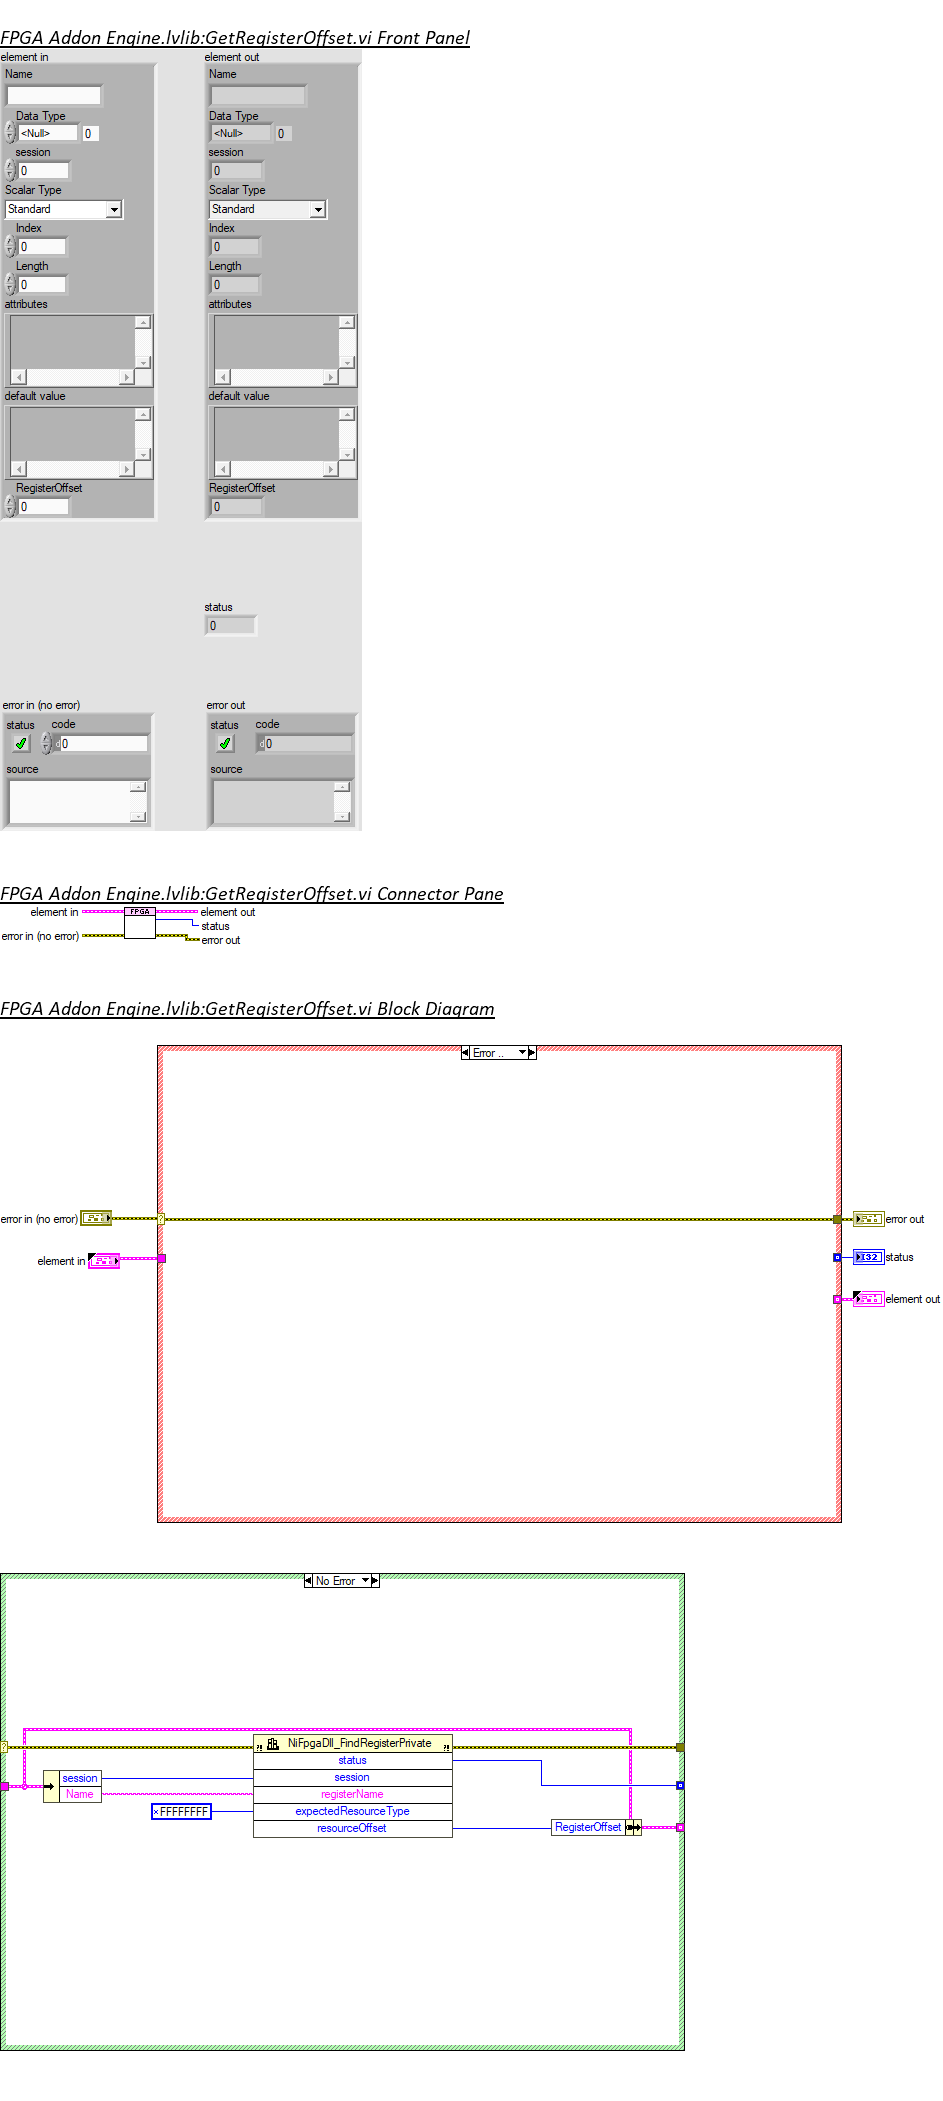 FPGA Addon Engine.lvlib:GetRegisterOffset.vi Front Panel
element in
element out
Name
Name
Data Type
Data Type
<Null> 0
<Null> 0
session
session
0
0
Scalar Type
Scalar Type
Standard
Standard
Index
Index
0
0
Length
Length
0
0
attributes
attributes
default value
default value
RegisterOffset
RegisterOffset
0
0
status
0
error in (no error)
error out
status code
status code
d 0
d 0
source
source
FPGA Addon Engine.lvlib:GetRegisterOffset.vi Connector Pane
element in
FPGA
element out
status
error in (no error)
error out
FPGA Addon Engine.lvlib:GetRegisterOffset.vi Block Diagram
Error ..
error in (no error)
?
error out
element in
I32
status
element out
No Error
?
?!
NiFpgaDll_FindRegisterPrivate
?!
status
session
session
Name
registerName
x FFFFFFFF
expectedResourceType
resourceOffset
RegisterOffset